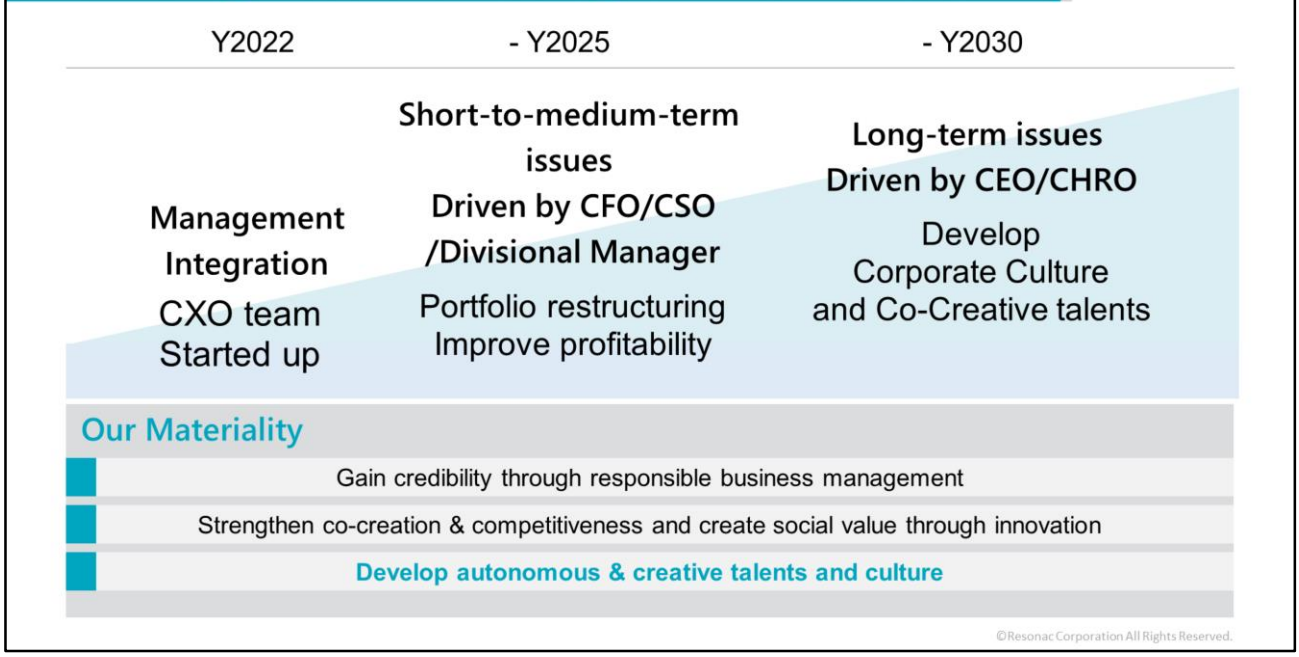 Y2022
- Y2025
- Y2030
Management
Integration
CXO team
Started up
Short-to-medium-term
issues
Driven by CFO/CSO
/Divisional Manager
Portfolio restructuring
Improve profitability
Long-term issues
Driven by CEO/CHRO
Develop
Corporate Culture
and Co-Creative talents
Our Materiality
Gain credibility through responsible business management
Strengthen co-creation & competitiveness and create social value through innovation
Develop autonomous & creative talents and culture
©Resonac Corporation All Rights Reserved.